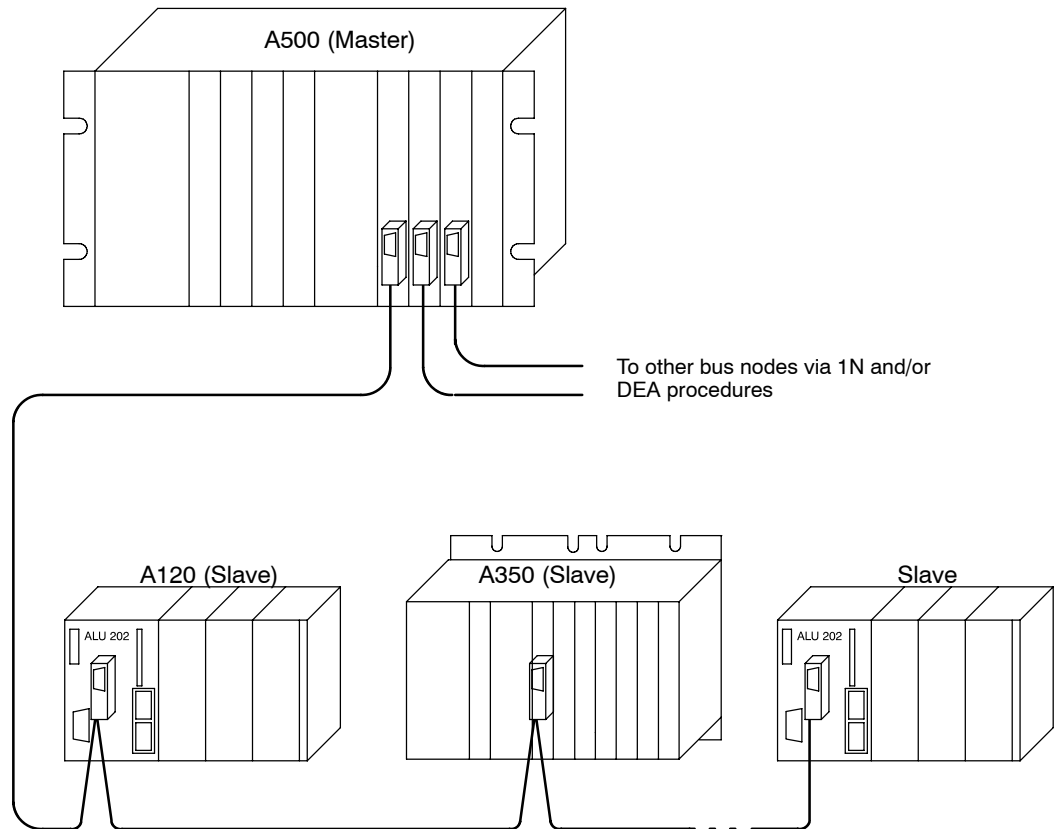 A500 (Master)
To other bus nodes via 1N and/or
DEA procedures
A120 (Slave)
A350 (Slave)
Slave
ALU 202
ALU 202